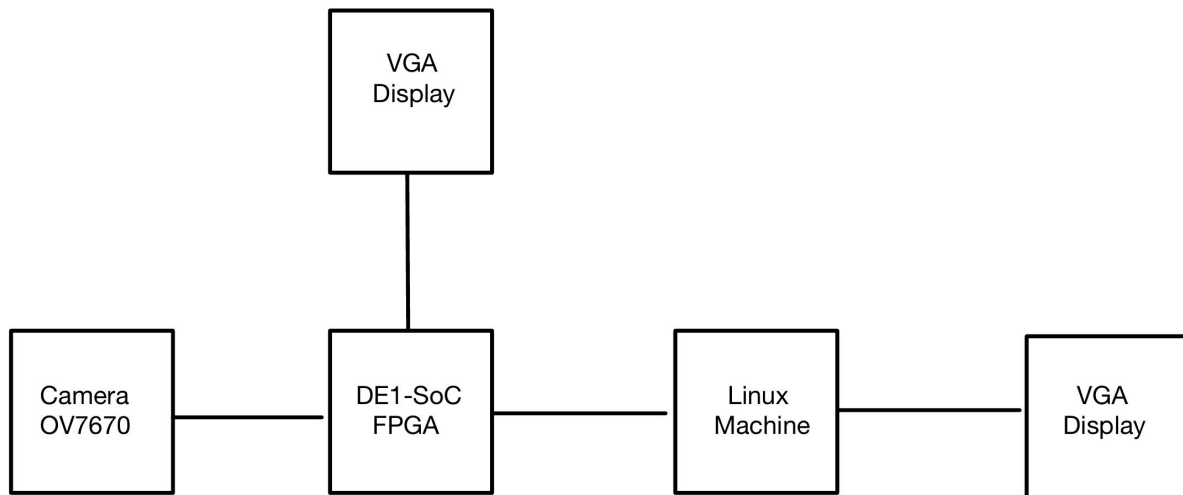 VGA
Display
Camera
OV7670
DE1-SoC
FPGA
Linux
Machine
VGA
Display